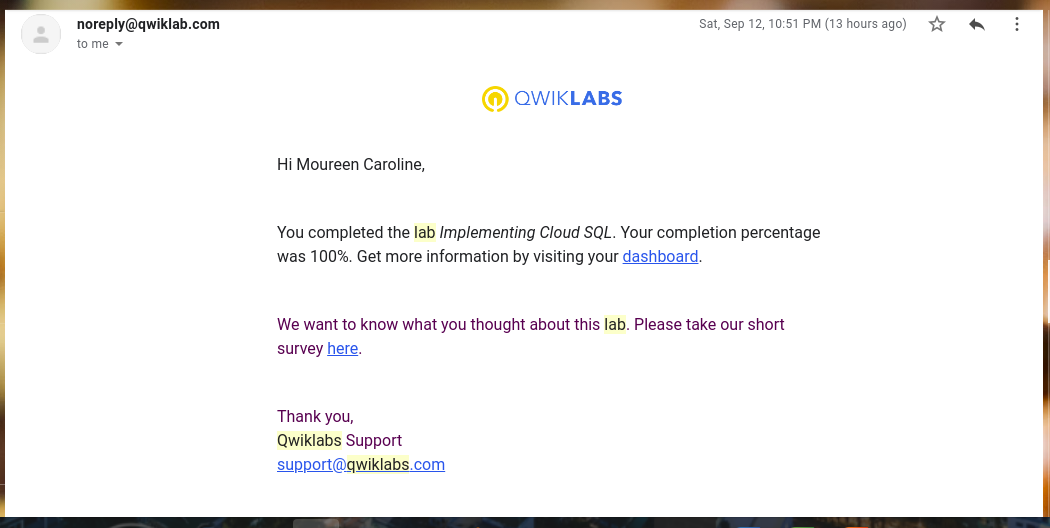 noreply@qwiklab.com
Sat, Sep 12, 10:51 PM (13 hours ago)
to me
QWIKLABS
Hi Moureen Caroline,
You completed the lab Implementing Cloud SQL. Your completion percentage
was 100%. Get more information by visiting your dashboard.
We want to know what you thought about this lab. Please take our short
survey here.
Thank you,
Qwiklabs Support
support@qwiklabs.com